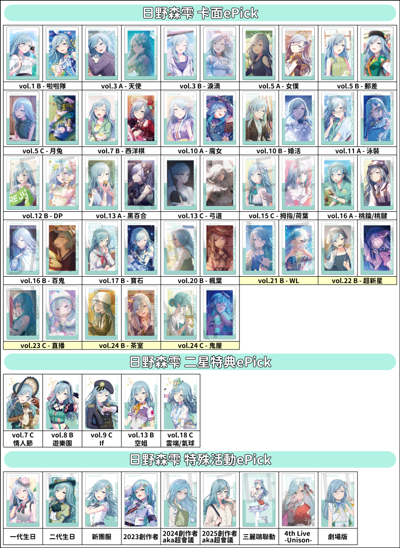 日野森雫 卡面ePick
vol.1 B - 啦啦隊
vol.3 A - 天使
vol.3 B - 淚滴
vol.5 A - 女僕
vol.5 B - 郵差
vol.5 C - 月兔
vol.7 B - 西洋棋
vol.10 A - 魔女
vol.10 B - 婚活
vol.11 A - 泳裝
vol.12 B - DP
vol.13 A - 黑百合
vol.13 C - 弓道
vol.15 C - 拇指/荷葉
vol.16 A - 桃鏀/桃鍵
vol.16 B - 百鬼
vol.17 B - 寶石
vol.20 B - 楓葉
vol.21 B - WL
vol.22 B - 超新星
vol.23 C - 直播
vol.24 B - 茶室
vol.24 C - 鬼屋
日野森雫 二星特典ePick
vol.7 C
情人節
vol.8 B
遊樂園
vol.9 C
If
vol.13 B
空姐
vol.18 C
雲端/氣球
日野森雫 特殊活動ePick
一代生日
二代生日
新團服
2023創作者
2024創作者
aka超會議
2025創作者
aka超會議
三麗鷗聯動
4th Live
-Unison-
劇場版